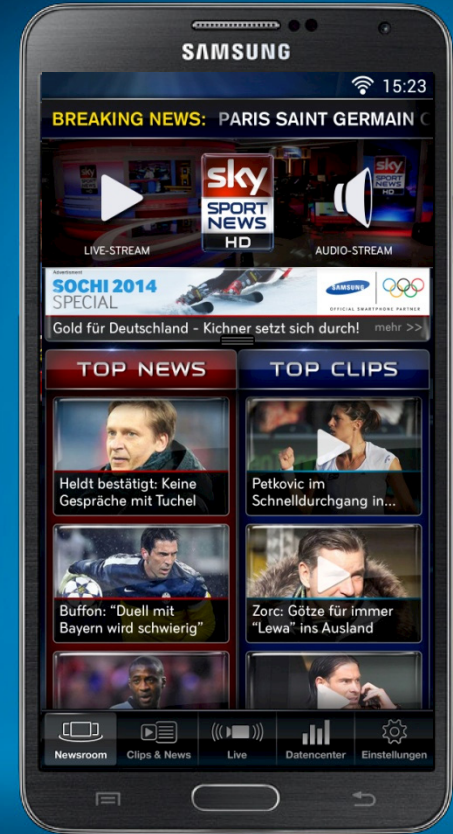 SAMSUNG
15:23
BREAKING NEWS: PARIS SAINT GERMAIN
sky
SPORT
NEWS
HD
sky
LIVE-STREAM
AUDIO-STREAM
Advertisement
SOCHI 2014
SPECIAL
SAMSUNG
OFFICIAL SMARTPHONE PARTNER
Gold für Deutschland - Kichner setzt sich durch! mehr >>
TOP NEWS
TOP CLIPS
Heldt bestätigt: Keine
Gespräche mit Tuchel
Petkovic im
Schnelldurchgang in...
Buffon: “Duell mit
Bayern wird schwierig”
Zorc: Götze für immer
“Lewa” ins Ausland
Newsroom
Clips & News
Live
Datencenter
Einstellungen